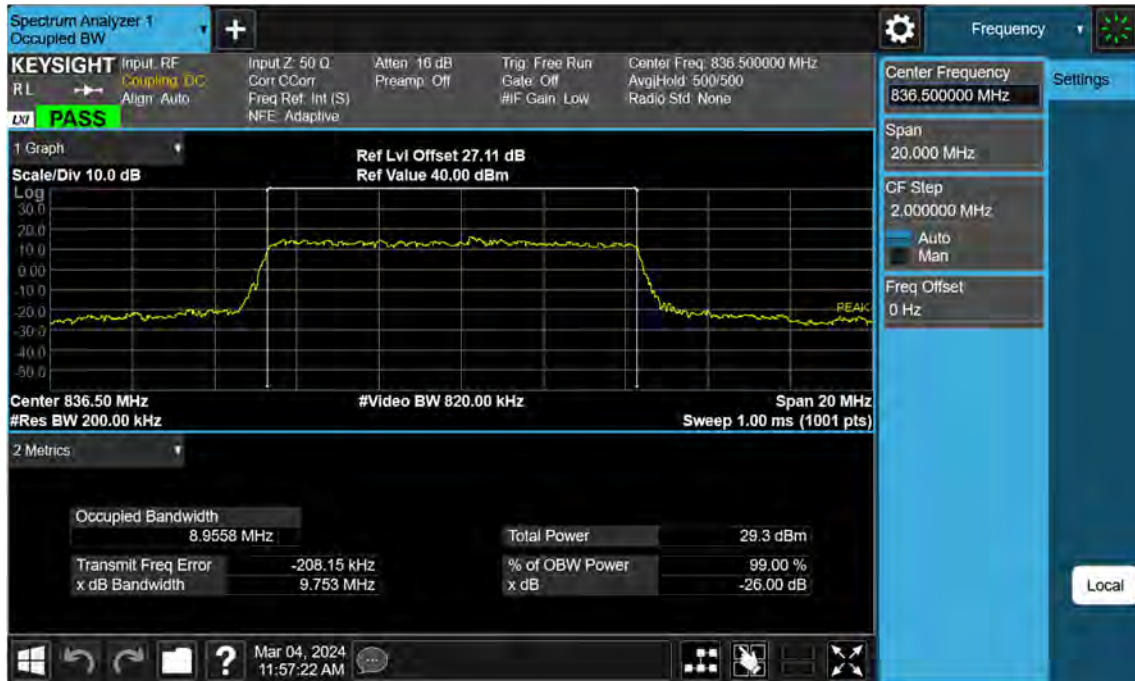 Spectrum Analyzer 1
Occupied BW
+
Frequency
KEYSIGHT
RL
LXI
PASS
Input: RF
Coupling: DC
Align: Auto
Input Z: 50 Ω
Corr CCorr
Freq Ref: Int (S)
NFE: Adaptive
Atten: 16 dB
Preamp: Off
Trig: Free Run
Gate: Off
#IF Gain: Low
Center Freq: 836.500000 MHz
Avg|Hold: 500/500
Radio Std: None
Center Frequency
836.500000 MHz
Settings
Span
20.000 MHz
CF Step
2.000000 MHz
Auto
Man
Freq Offset
0 Hz
Local
1 Graph
Scale/Div 10.0 dB
Ref Lvl Offset 27.11 dB
Ref Value 40.00 dBm
Log
30.0
20.0
10.0
0.00
-10.0
-20.0
-30.0
-40.0
-50.0
PEAK
Center 836.50 MHz
#Video BW 820.00 kHz
Span 20 MHz
#Res BW 200.00 kHz
Sweep 1.00 ms (1001 pts)
2 Metrics
Occupied Bandwidth
8.9558 MHz
Total Power 29.3 dBm
Transmit Freq Error -208.15 kHz
% of OBW Power 99.00 %
x dB Bandwidth 9.753 MHz
x dB -26.00 dB
?
Mar 04, 2024
11:57:22 AM